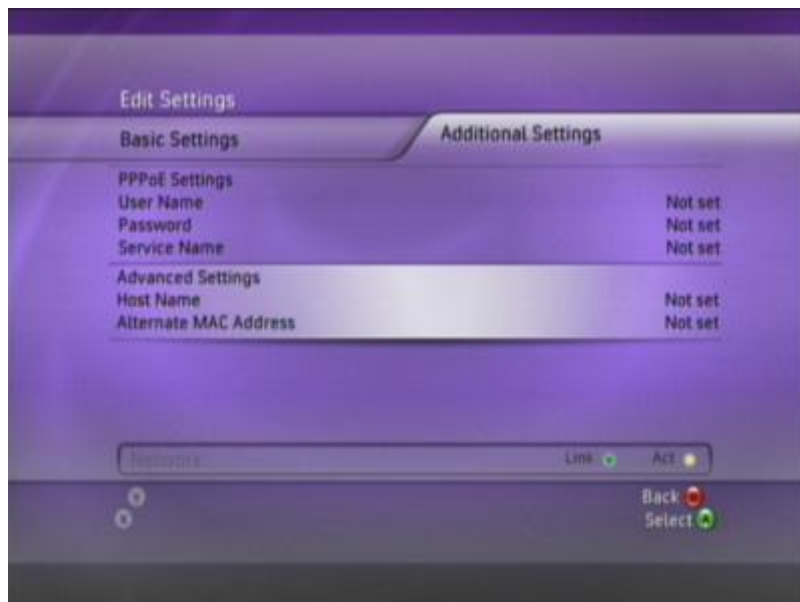 Edit Settings
Basic Settings
Additional Settings
PPPoE Settings
User Name Not set
Password Not set
Service Name Not set
Advanced Settings
Host Name Not set
Alternate MAC Address Not set
Network Link Act
Back B
Select A